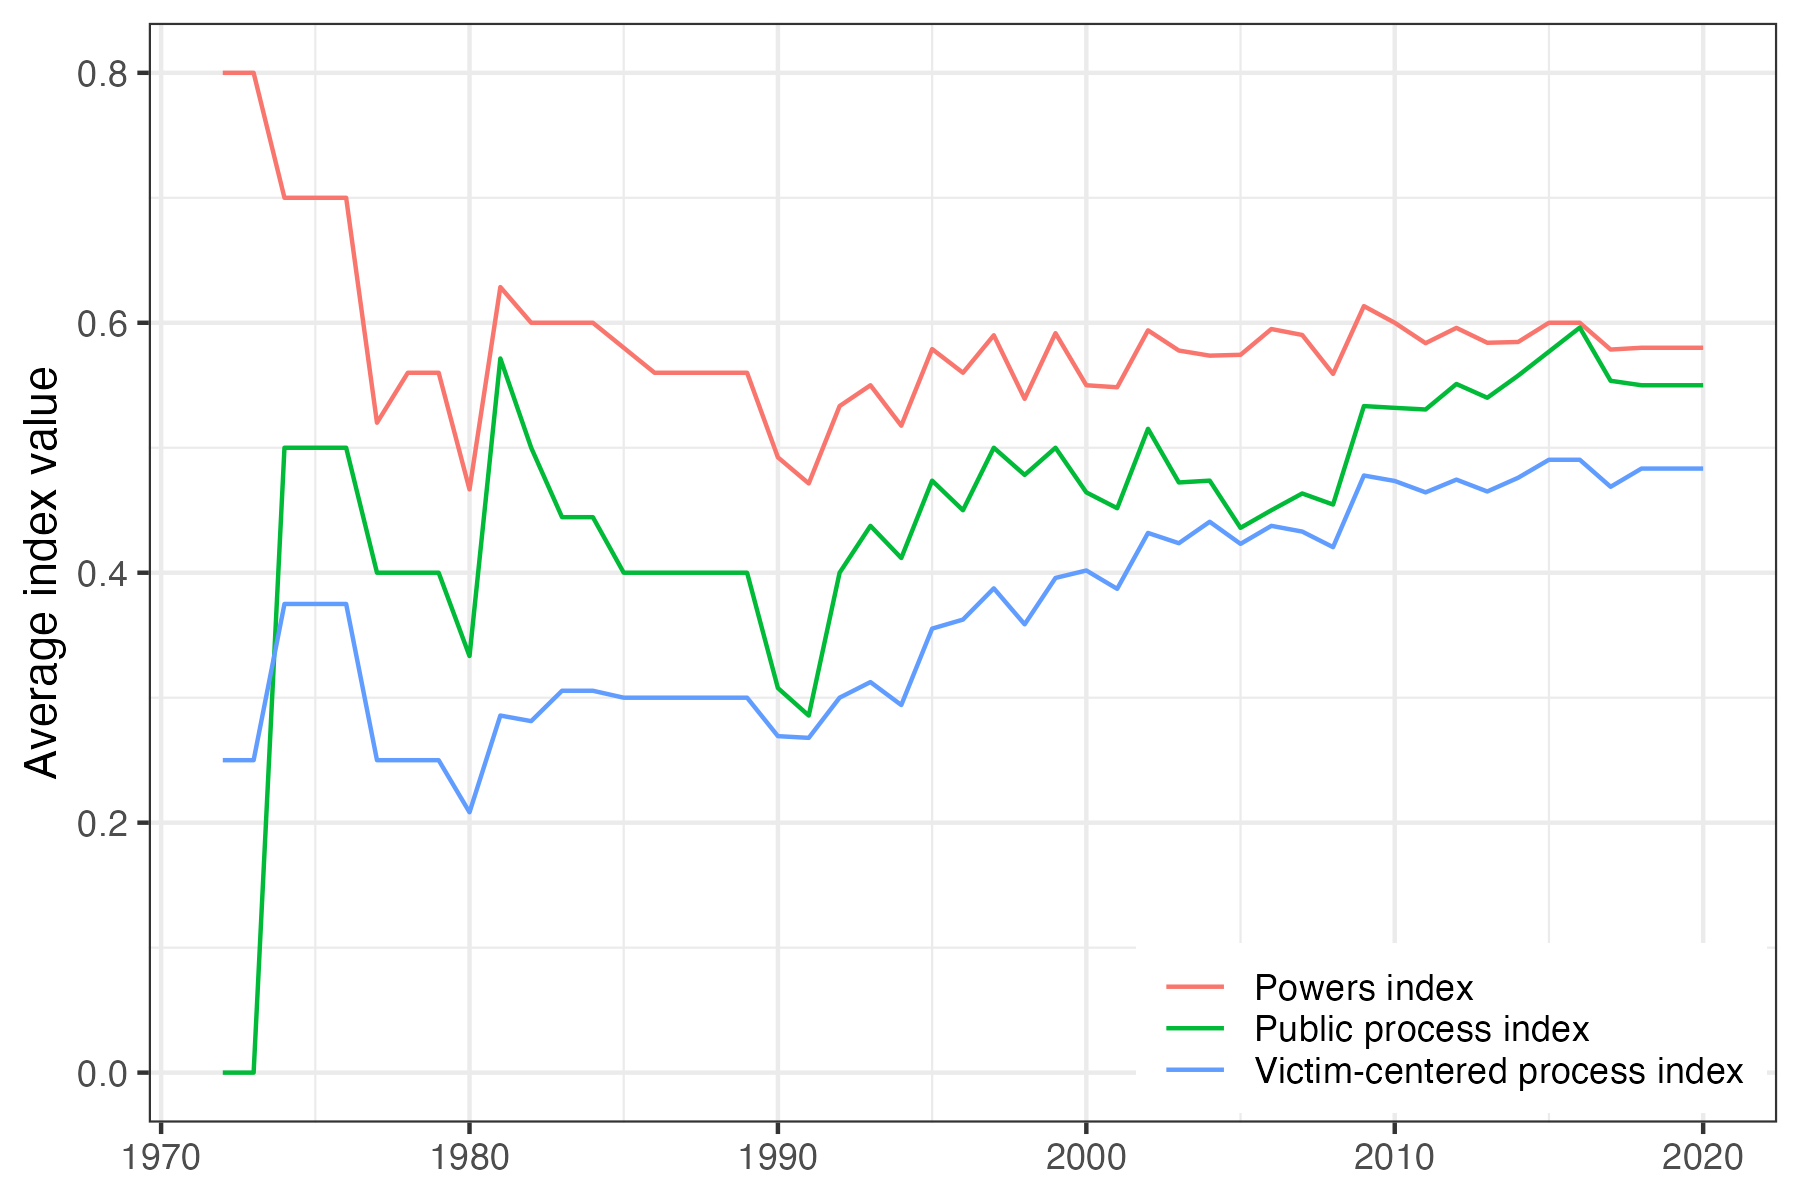 Average index value
0.8
0.6
0.4
0.2
0.0
Powers index
Public process index
Victim-centered process index
1970 1980 1990 2000 2010 2020